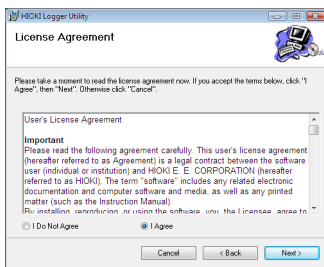 HIOKI Logger Utility
License Agreement
Please take a moment to read the license agreement now. If you accept the terms below, click "I
Agree", then "Next". Otherwise click "Cancel".
User's License Agreement
Important
Please read the following agreement carefully. This user's license agreement
(hereafter referred to as Agreement) is a legal contract between the software
user (individual or institution) and HIOKI E. E. CORPORATION (hereafter
referred to as HIOKI). The term "software" includes any related electronic
documentation and computer software and media, as well as any printed
matter (such as the Instruction Manual).
By installing, reproducing, or using the software, you, the Licensee, agree to
I Do Not Agree
I Agree
Cancel
< Back
Next >